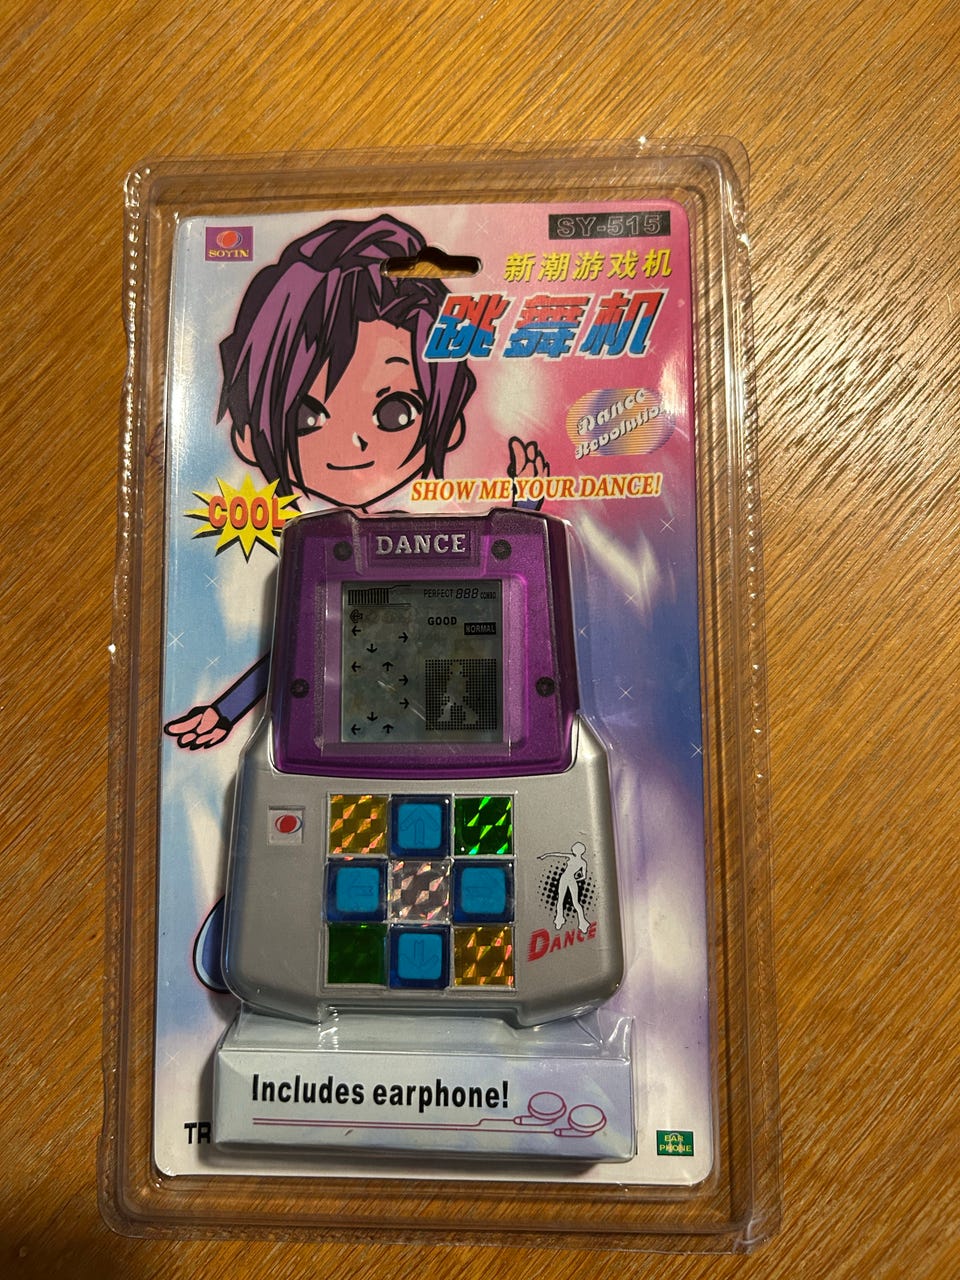 SOYIN
SY-515
新潮游戏机
跳舞机
Dance
Revolution
SHOW ME YOUR DANCE!
COOL
DANCE
PERFECT 888 COMBO
GOOD
NORMAL
DANCE
Includes earphone!
TR
EAR
PHONE